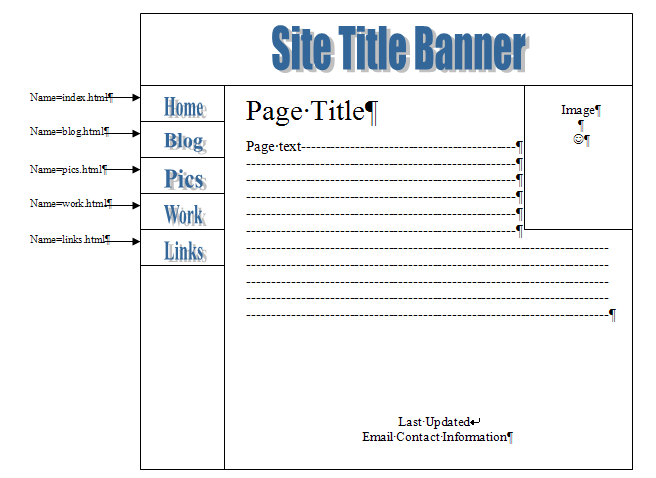 Site Title Banner
Name=index.html¶
Home
Name=blog.html¶
Blog
Name=pics.html¶
Pics
Name=work.html¶
Work
Name=links.html¶
Links
Page·Title¶
Page·text------------------------------------------¶
----------------------------------------------------¶
----------------------------------------------------¶
----------------------------------------------------¶
----------------------------------------------------¶
----------------------------------------------------¶
--------------------------------------------------------------------
--------------------------------------------------------------------
--------------------------------------------------------------------
--------------------------------------------------------------------
--------------------------------------------------------------------¶
Image¶
¶
☺¶
Last·Updated↵
Email·Contact·Information¶